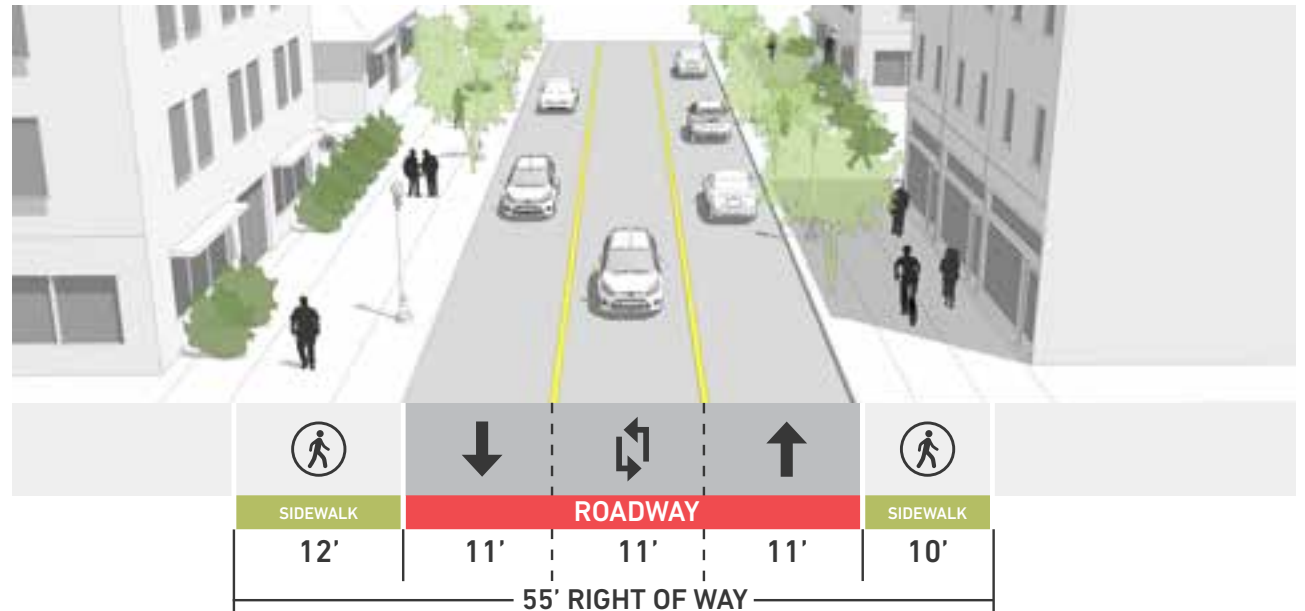 SIDEWALK ROADWAY SIDEWALK
12’ 11’ 11’ 11’ 10’
55’ RIGHT OF WAY